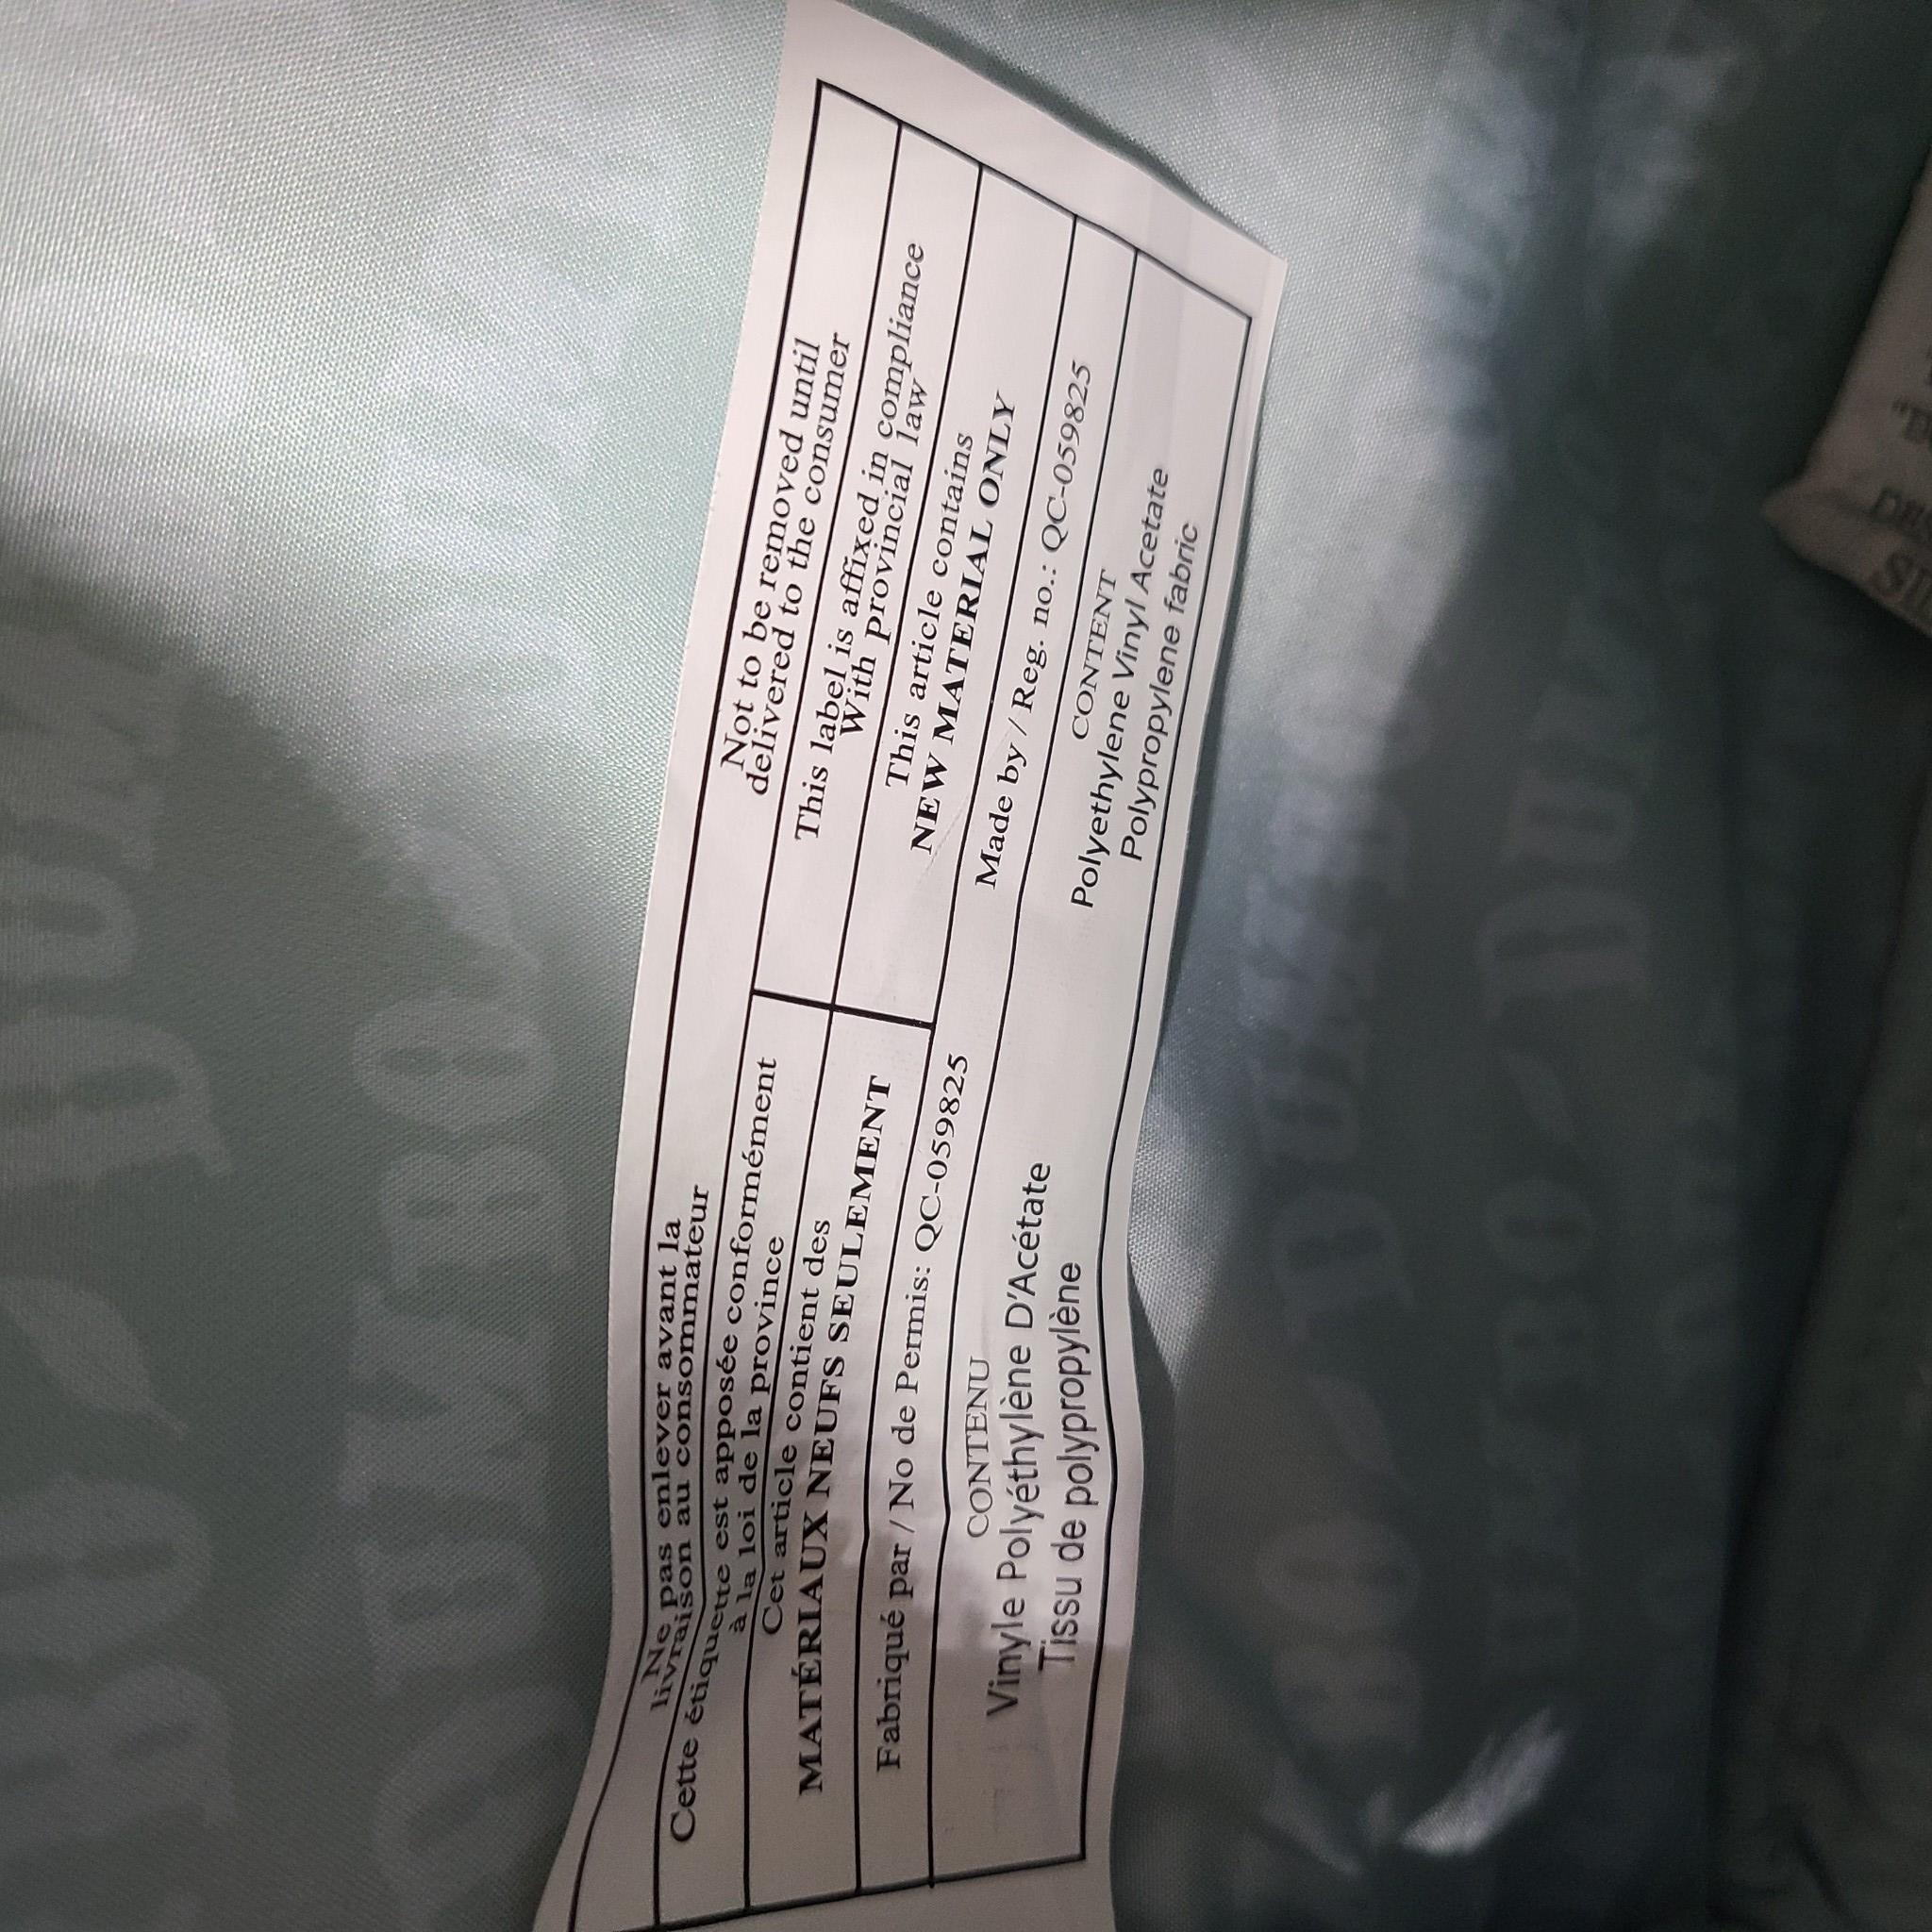 Ne pas enlever avant la
livraison au consommateur
Cette étiquette est apposée conformément
à la loi de la province
Cet article contient des
MATÉRIAUX NEUFS SEULEMENT
Fabriqué par / No de Permis: QC-059825
CONTENU
Vinyle Polyéthylène D'Acétate
Tissu de polypropylène
Not to be removed until
delivered to the consumer
This label is affixed in compliance
With provincial law
This article contains
NEW MATERIAL ONLY
Made by / Reg. no.: QC-059825
CONTENT
Polyethylene Vinyl Acetate
Polypropylene fabric